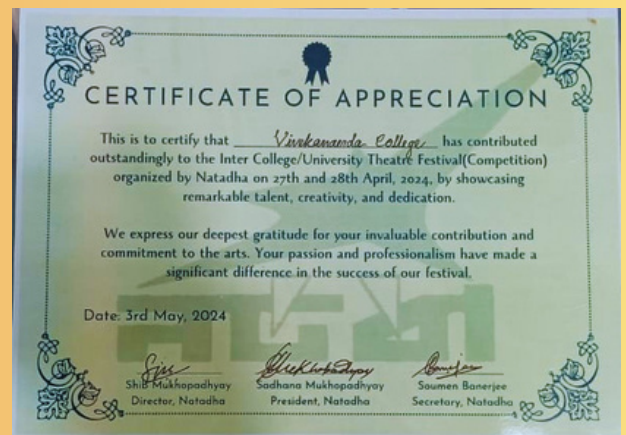 CERTIFICATE OF APPRECIATION
This is to certify that Vivekananda College has contributed
outstandingly to the Inter College/University Theatre Festival(Competition)
organized by Natadha on 27th and 28th April, 2024, by showcasing
remarkable talent, creativity, and dedication.
We express our deepest gratitude for your invaluable contribution and
commitment to the arts. Your passion and professionalism have made a
significant difference in the success of our festival.
Date: 3rd May, 2024
Shib Mukhopadhyay Sadhana Mukhopadhyay Soumen Banerjee
Director, Natadha President, Natadha Secretary, Natadha